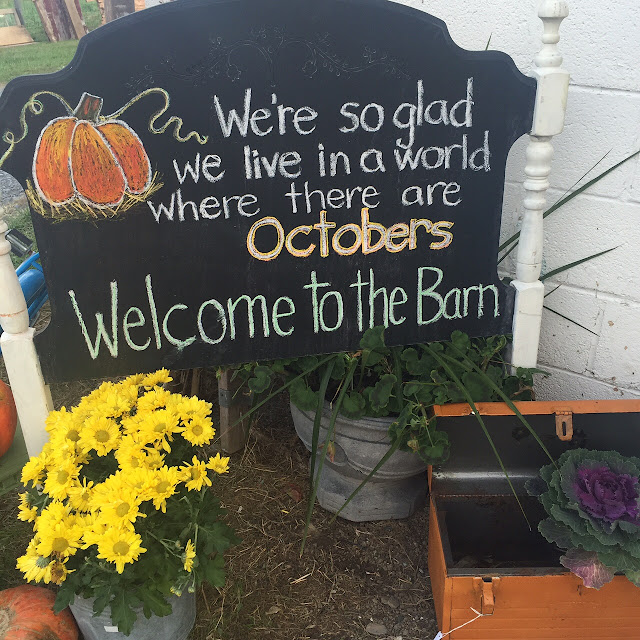 We're so glad
we live in a world
where there are
Octobers
Welcome to the Barn